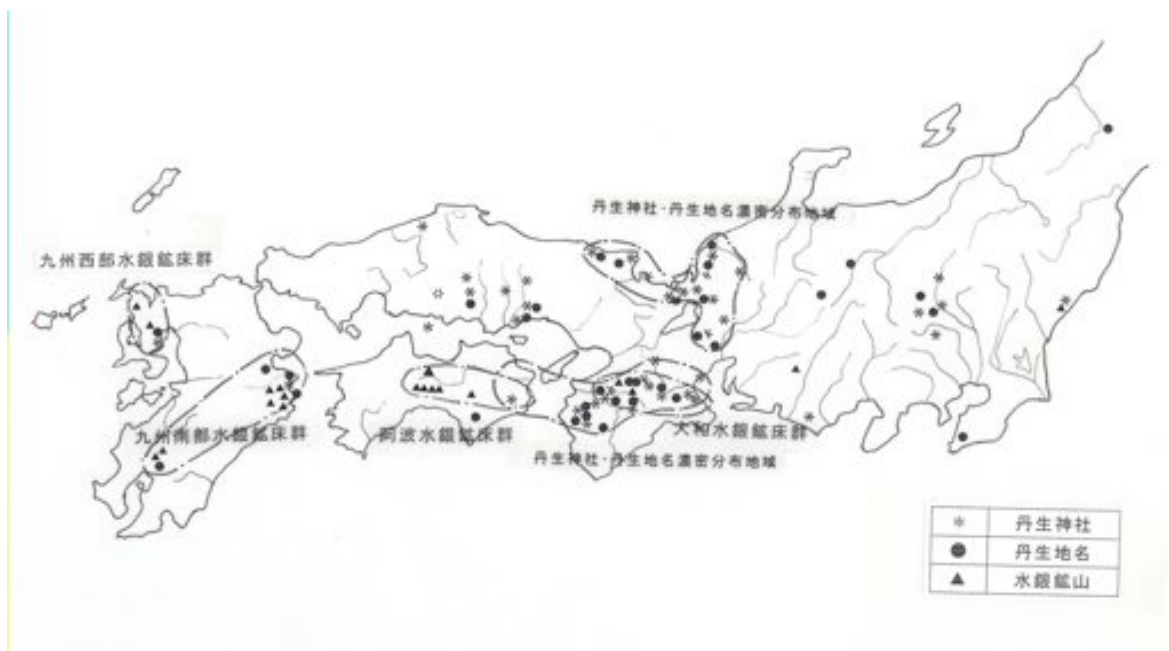 丹生神社・丹生地名濃密分布地域
九州西部水銀鉱床群
九州南部水銀鉱床群
阿波水銀鉱床群
大和水銀鉱床群
丹生神社・丹生地名濃密分布地域
丹生神社
丹生地名
水銀鉱山